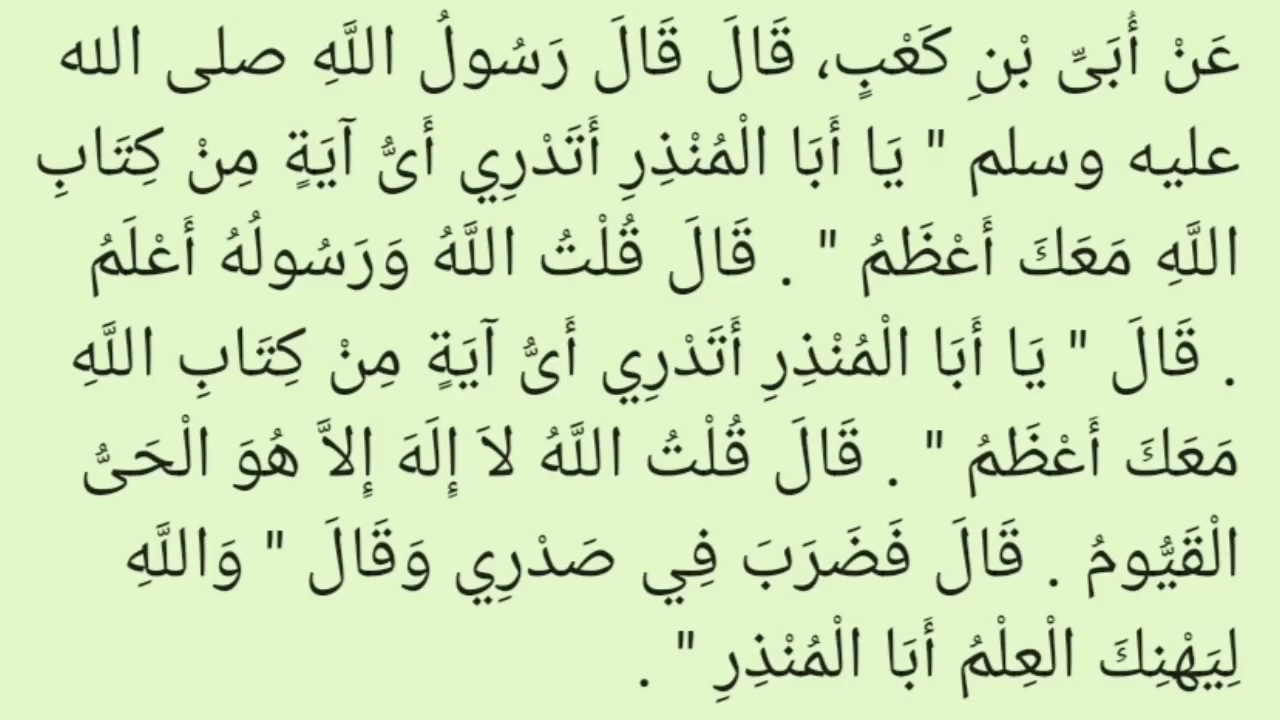 عَنْ أُبَىِّ بْنِ كَعْبٍ، قَالَ قَالَ رَسُولُ اللَّهِ صلى الله
عليه وسلم " يَا أَبَا الْمُنْذِرِ أَتَدْرِي أَىُّ آيَةٍ مِنْ كِتَابِ
اللَّهِ مَعَكَ أَعْظَمُ " . قَالَ قُلْتُ اللَّهُ وَرَسُولُهُ أَعْلَمُ
. قَالَ " يَا أَبَا الْمُنْذِرِ أَتَدْرِي أَىُّ آيَةٍ مِنْ كِتَابِ اللَّهِ
مَعَكَ أَعْظَمُ " . قَالَ قُلْتُ اللَّهُ لاَ إِلَهَ إِلاَّ هُوَ الْحَىُّ
الْقَيُّومُ . قَالَ فَضَرَبَ فِي صَدْرِي وَقَالَ " وَاللَّهِ
لِيَهْنِكَ الْعِلْمُ أَبَا الْمُنْذِرِ " .